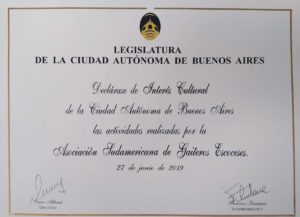 LEGISLATURA
DE LA CIUDAD AUTÓNOMA DE BUENOS AIRES
Declárase de Interés Cultural
de la Ciudad Autónoma de Buenos Aires
las actividades realizadas por la
Asociación Sudamericana de Gaiteros Escoceses.
27 de junio de 2019